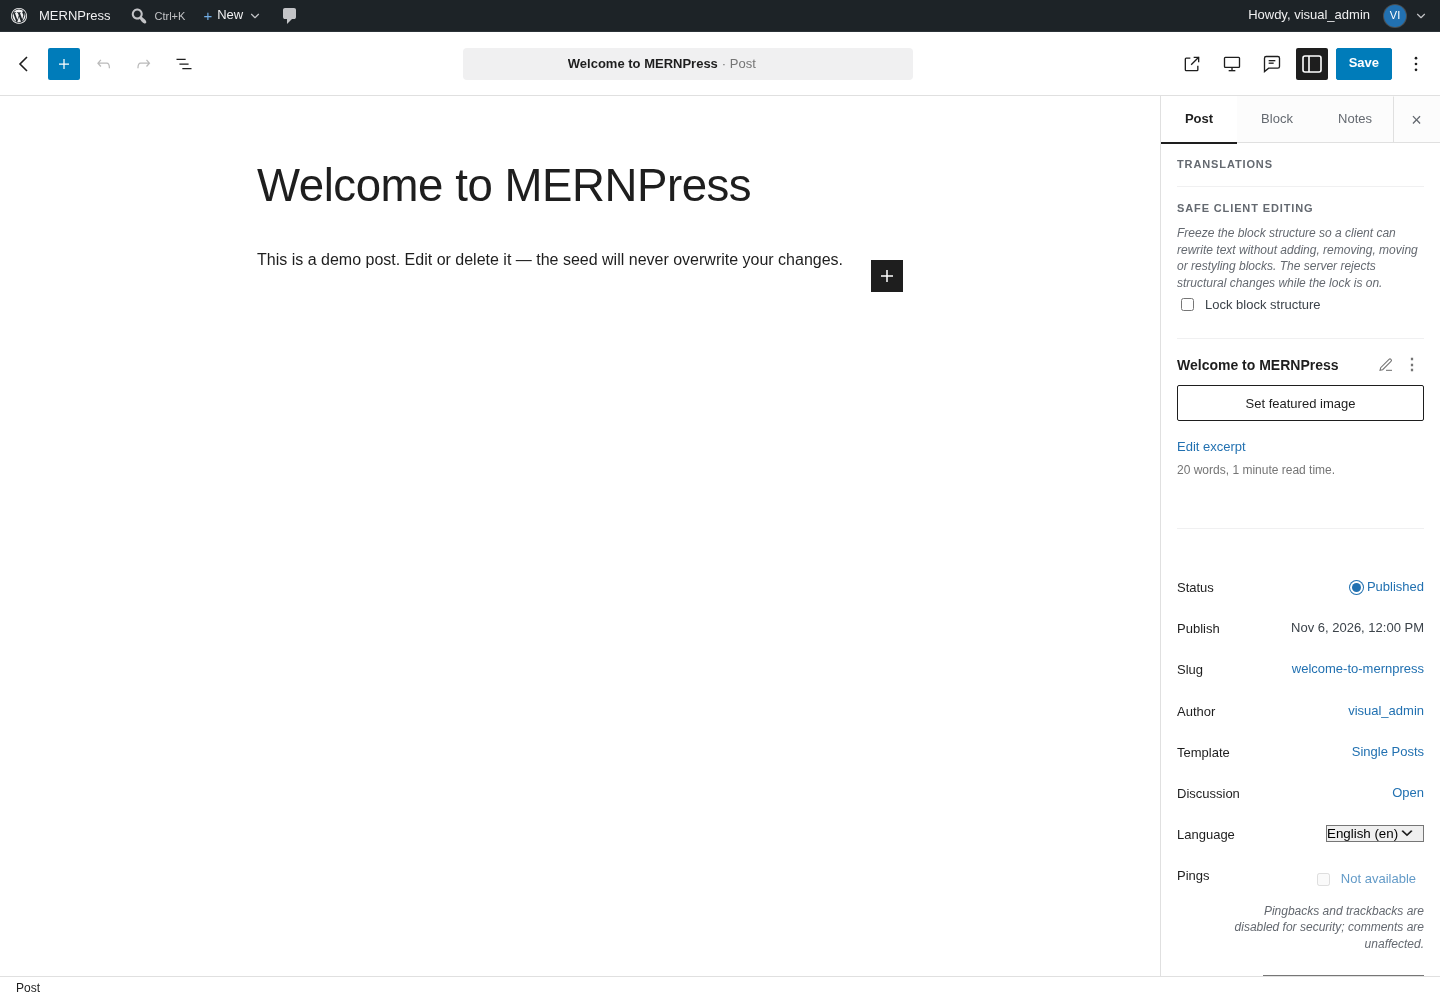 MERNPress Ctrl+K + New Howdy, visual_admin VI
Welcome to MERNPress · Post Save
Post Block Notes
Welcome to MERNPress
This is a demo post. Edit or delete it — the seed will never overwrite your changes.
TRANSLATIONS
SAFE CLIENT EDITING
Freeze the block structure so a client can
rewrite text without adding, removing, moving
or restyling blocks. The server rejects
structural changes while the lock is on.
Lock block structure
Welcome to MERNPress
Set featured image
Edit excerpt
20 words, 1 minute read time.
Status Published
Publish Nov 6, 2026, 12:00 PM
Slug welcome-to-mernpress
Author visual_admin
Template Single Posts
Discussion Open
Language English (en)
Pings Not available
Pingbacks and trackbacks are
disabled for security; comments are
unaffected.
Post